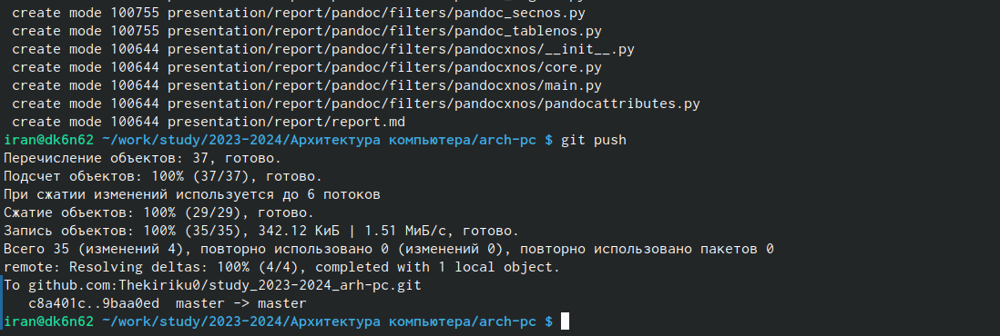 create mode 100755 presentation/report/pandoc/filters/pandoc_secnos.py
create mode 100755 presentation/report/pandoc/filters/pandoc_tablenos.py
create mode 100644 presentation/report/pandoc/filters/pandocxnos/__init__.py
create mode 100644 presentation/report/pandoc/filters/pandocxnos/core.py
create mode 100644 presentation/report/pandoc/filters/pandocxnos/main.py
create mode 100644 presentation/report/pandoc/filters/pandocxnos/pandocattributes.py
create mode 100644 presentation/report/report.md
iran@dk6n62 ~/work/study/2023-2024/Архитектура компьютера/arch-pc $ git push
Перечисление объектов: 37, готово.
Подсчет объектов: 100% (37/37), готово.
При сжатии изменений используется до 6 потоков
Сжатие объектов: 100% (29/29), готово.
Запись объектов: 100% (35/35), 342.12 КиБ | 1.51 МиБ/с, готово.
Всего 35 (изменений 4), повторно использовано 0 (изменений 0), повторно использовано пакетов 0
remote: Resolving deltas: 100% (4/4), completed with 1 local object.
To github.com:Thekiriku0/study_2023-2024_arh-pc.git
c8a401c..9baa0ed  master -> master
iran@dk6n62 ~/work/study/2023-2024/Архитектура компьютера/arch-pc $